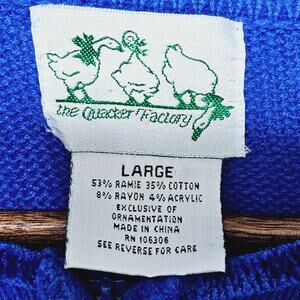 the Quacker Factory
LARGE
53% RAMIE 35% COTTON
8% RAYON 4% ACRYLIC
EXCLUSIVE OF
ORNAMENTATION
MADE IN CHINA
RN 106306
SEE REVERSE FOR CARE